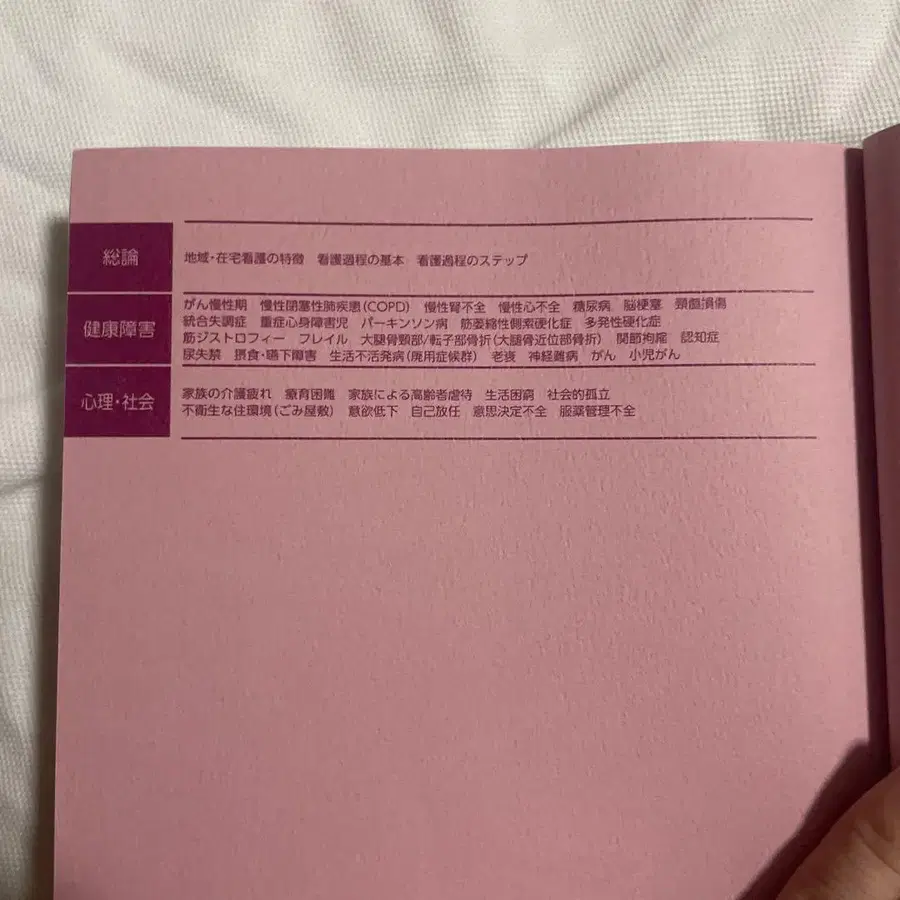 総論
地域・在宅看護の特徴 看護過程の基本 看護過程のステップ
健康障害
がん慢性期 慢性閉塞性肺疾患(COPD) 慢性腎不全 慢性心不全 糖尿病 脳梗塞 頸髄損傷
統合失調症 重症心身障害児 パーキンソン病 筋萎縮性側索硬化症 多発性硬化症
筋ジストロフィー フレイル 大腿骨頸部/転子部骨折(大腿骨近位部骨折) 関節拘縮 認知症
尿失禁 摂食・嚥下障害 生活不活発病(廃用症候群) 老衰 神経難病 がん 小児がん
心理・社会
家族の介護疲れ 療育困難 家族による高齢者虐待 生活困窮 社会的孤立
不衛生な住環境(ごみ屋敷) 意欲低下 自己放任 意思決定不全 服薬管理不全